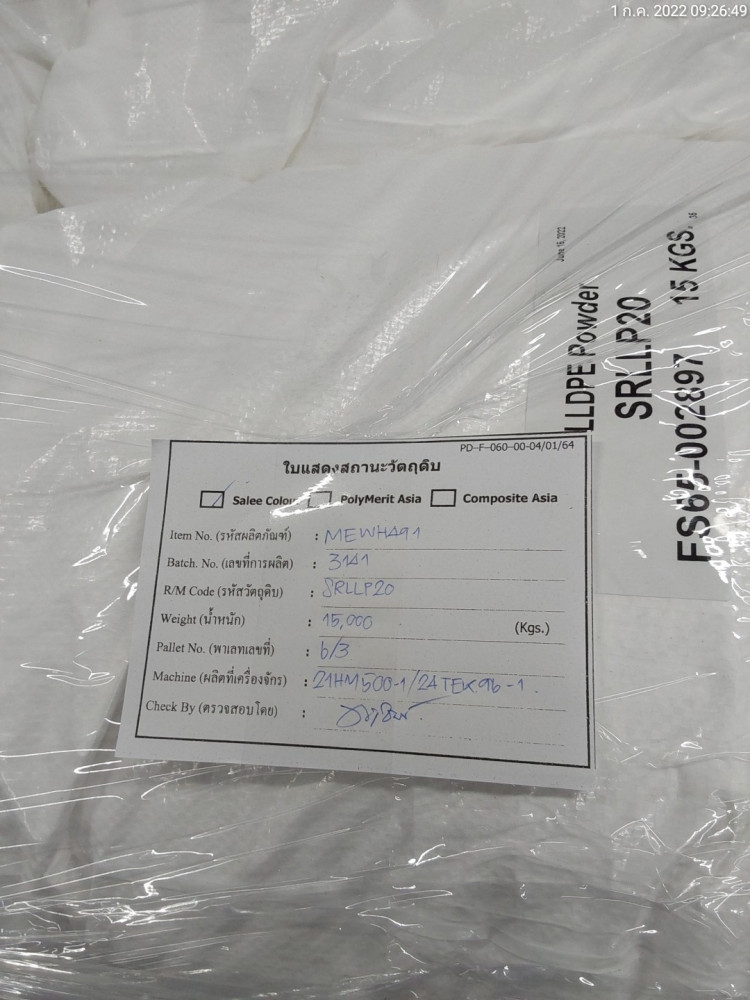 1 ก.ค. 2022 09:26:49
June 16, 2022
LLDPE Powder
SRLLP20
FS65-002897 15 KGS.
PD-F-060-00-04/01/64
ใบแสดงสถานะวัตถุดิบ
Salee Colour PolyMerit Asia Composite Asia
Item No. (รหัสผลิตภัณฑ์) : MEWHA91
Batch. No. (เลขที่การผลิต) : 3141
R/M Code (รหัสวัตถุดิบ) : SRLLP20
Weight (น้ำหนัก) : 15,000 (Kgs.)
Pallet No. (พาเลทเลขที่) : 6/3
Machine (ผลิตที่เครื่องจักร) : 21HM500-1/24TEK96-1.
Check By (ตรวจสอบโดย) :